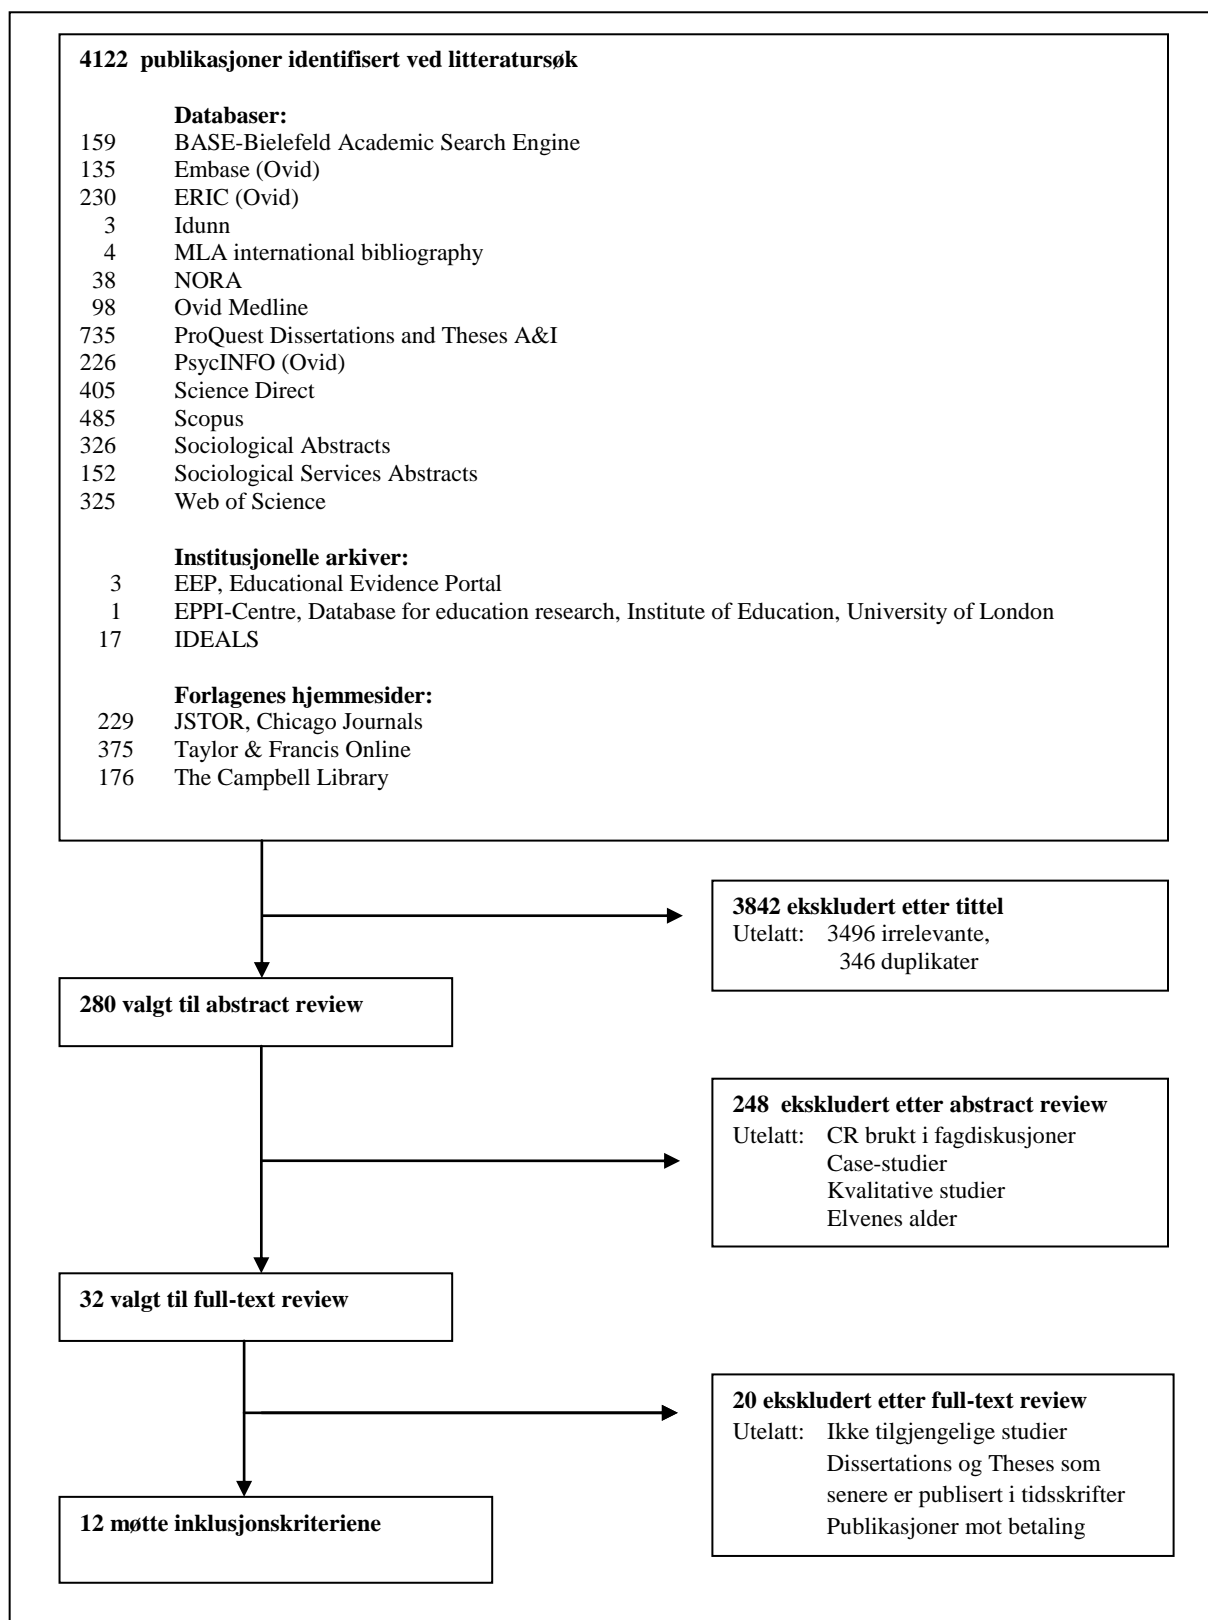 4122 publikasjoner identifisert ved litteratursøk
Databaser:
159 BASE-Bielefeld Academic Search Engine
135 Embase (Ovid)
230 ERIC (Ovid)
3 Idunn
4 MLA international bibliography
38 NORA
98 Ovid Medline
735 ProQuest Dissertations and Theses A&I
226 PsycINFO (Ovid)
405 Science Direct
485 Scopus
326 Sociological Abstracts
152 Sociological Services Abstracts
325 Web of Science
Institusjonelle arkiver:
3 EEP, Educational Evidence Portal
1 EPPI-Centre, Database for education research, Institute of Education, University of London
17 IDEALS
Forlagenes hjemmesider:
229 JSTOR, Chicago Journals
375 Taylor & Francis Online
176 The Campbell Library
3842 ekskludert etter tittel
Utelatt: 3496 irrelevante,
346 duplikater
280 valgt til abstract review
248 ekskludert etter abstract review
Utelatt: CR brukt i fagdiskusjoner
Case-studier
Kvalitative studier
Elvenes alder
32 valgt til full-text review
20 ekskludert etter full-text review
Utelatt: Ikke tilgjengelige studier
Dissertations og Theses som
senere er publisert i tidsskrifter
Publikasjoner mot betaling
12 møtte inklusjonskriteriene